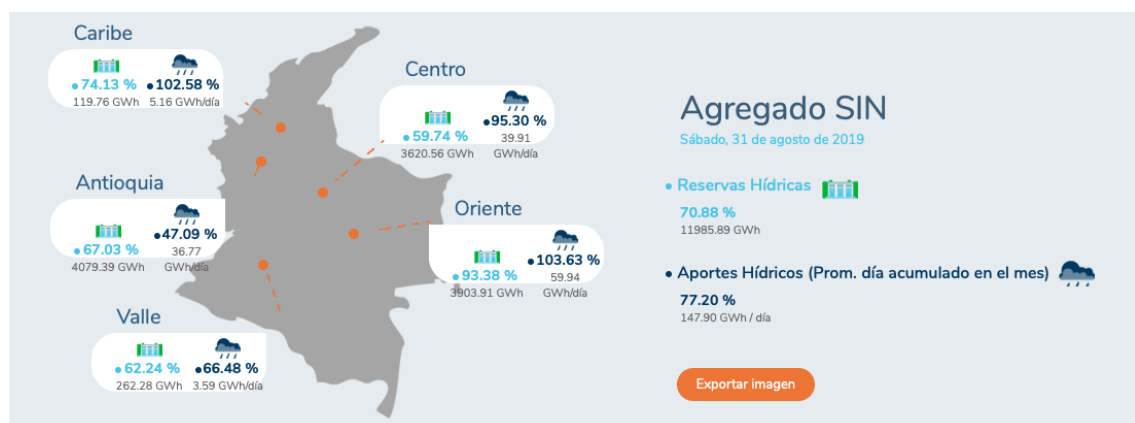 Caribe
74.13 % 102.58 %
119.76 GWh 5.16 GWh/día
Centro
95.30 %
59.74 % 39.91
3620.56 GWh GWh/día
Antioquia
47.09 %
67.03 % 36.77
4079.39 GWh GWh/día
Oriente
103.63 %
93.38 % 59.94
3903.91 GWh GWh/día
Valle
62.24 % 66.48 %
262.28 GWh 3.59 GWh/día
Agregado SIN
Sábado, 31 de agosto de 2019
• Reservas Hídricas
70.88 %
11985.89 GWh
• Aportes Hídricos (Prom. día acumulado en el mes)
77.20 %
147.90 GWh / día
Exportar imagen